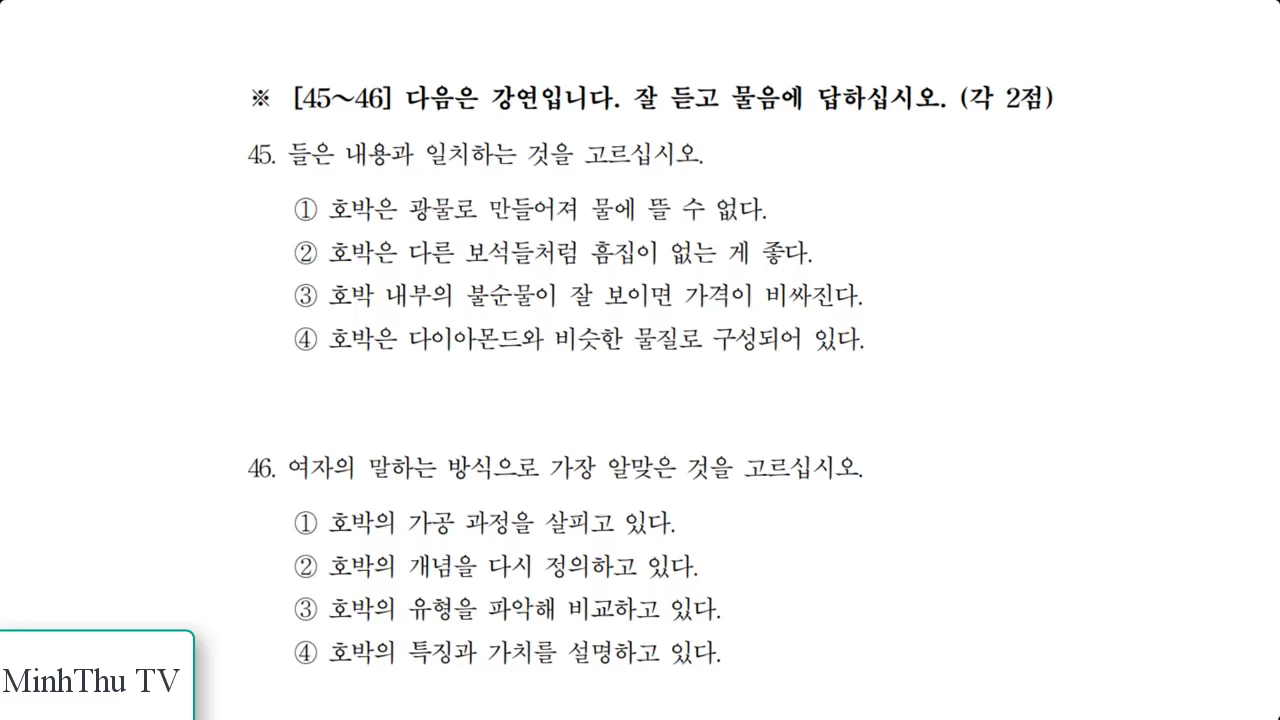 ※ [45～46] 다음은 강연입니다. 잘 듣고 물음에 답하십시오. (각 2점)
45. 들은 내용과 일치하는 것을 고르십시오.
① 호박은 광물로 만들어져 물에 뜰 수 없다.
② 호박은 다른 보석들처럼 흠집이 없는 게 좋다.
③ 호박 내부의 불순물이 잘 보이면 가격이 비싸진다.
④ 호박은 다이아몬드와 비슷한 물질로 구성되어 있다.
46. 여자의 말하는 방식으로 가장 알맞은 것을 고르십시오.
① 호박의 가공 과정을 살피고 있다.
② 호박의 개념을 다시 정의하고 있다.
③ 호박의 유형을 파악해 비교하고 있다.
④ 호박의 특징과 가치를 설명하고 있다.
MinhThu TV